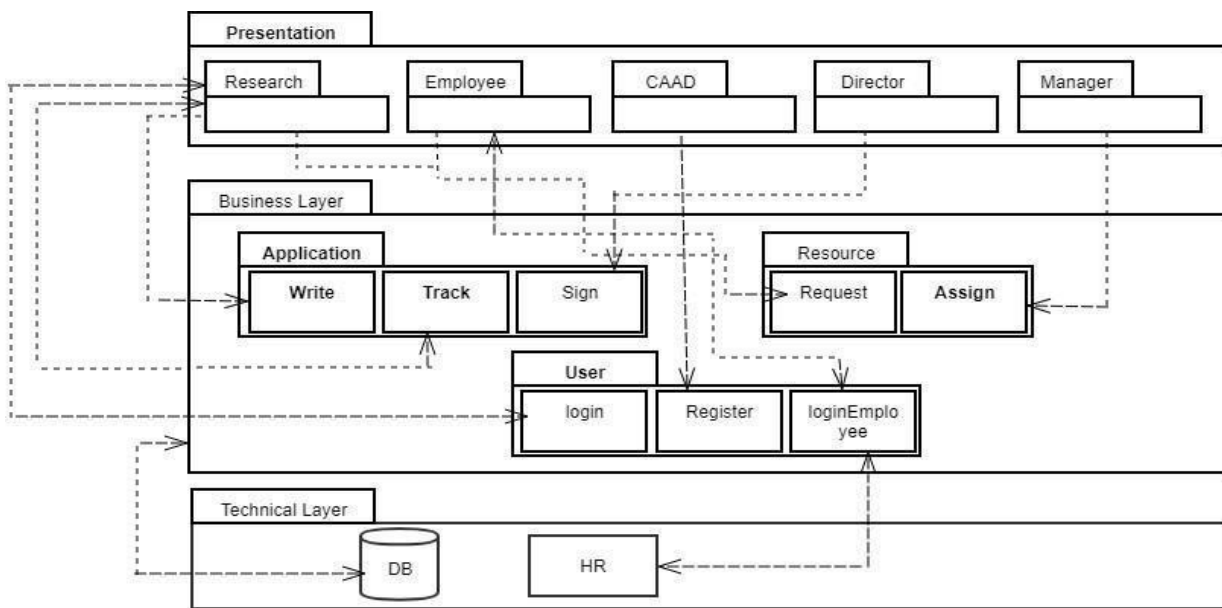 Presentation
Research
Employee
CAAD
Director
Manager
Business Layer
Application
Resource
Write
Track
Sign
Request
Assign
User
login
Register
loginEmplo
yee
Technical Layer
DB
HR